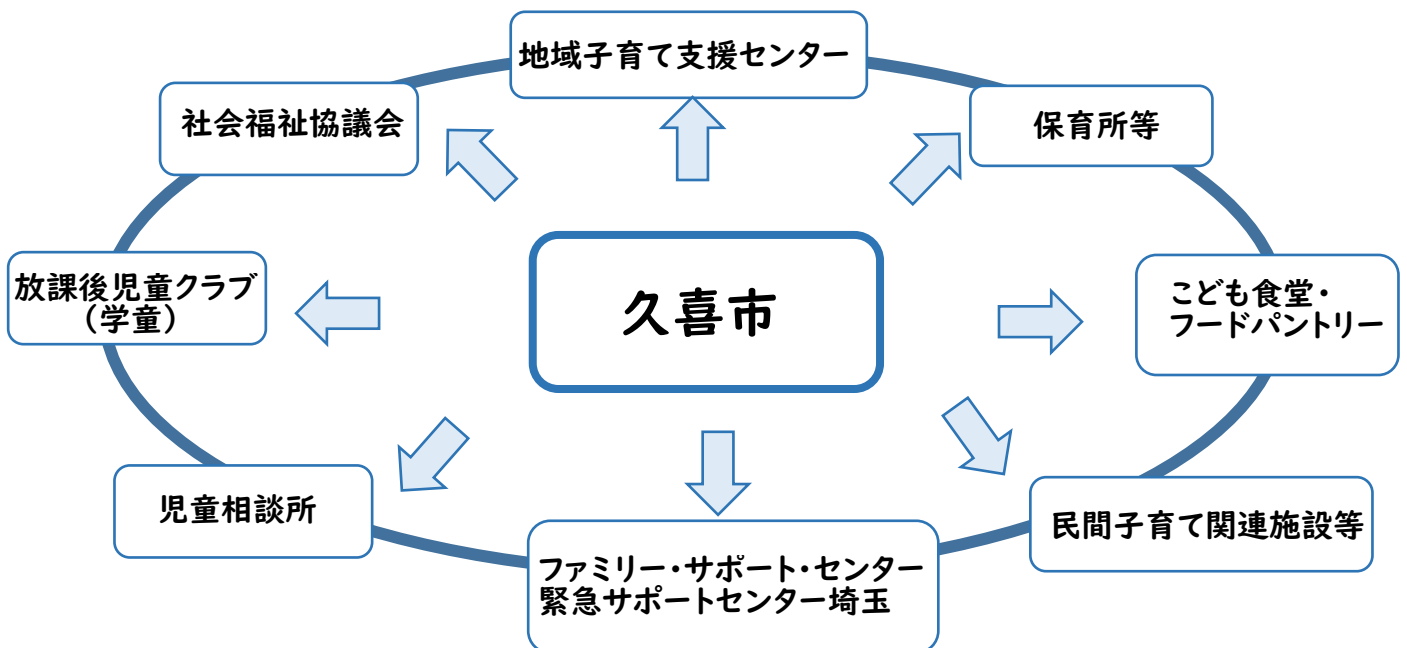 地域子育て支援センター
社会福祉協議会
保育所等
放課後児童クラブ
(学童)
久喜市
こども食堂・
フードパントリー
児童相談所
民間子育て関連施設等
ファミリー・サポート・センター
緊急サポートセンター埼玉